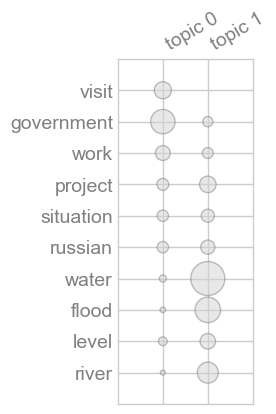 topic 0
topic 1
visit
government
work
project
situation
russian
water
flood
level
river